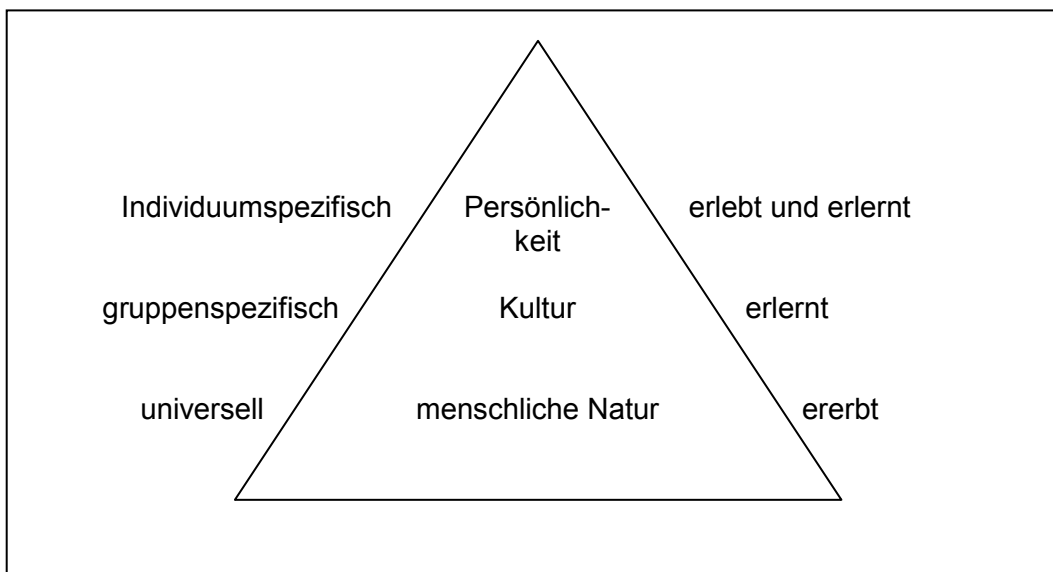 Individuumspezifisch Persönlich- erlebt und erlernt
keit
gruppenspezifisch Kultur erlernt
universell menschliche Natur ererbt